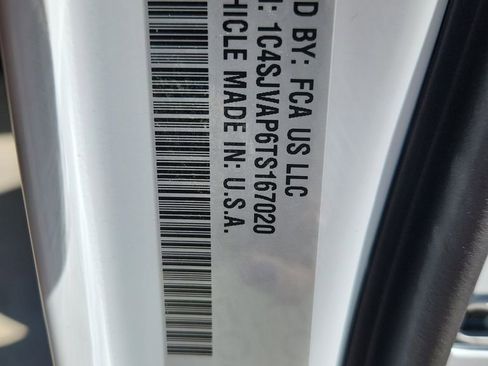 D BY: FCA US LLC
: 1C4SJVAP6TS167020
HICLE MADE IN: U.S.A.